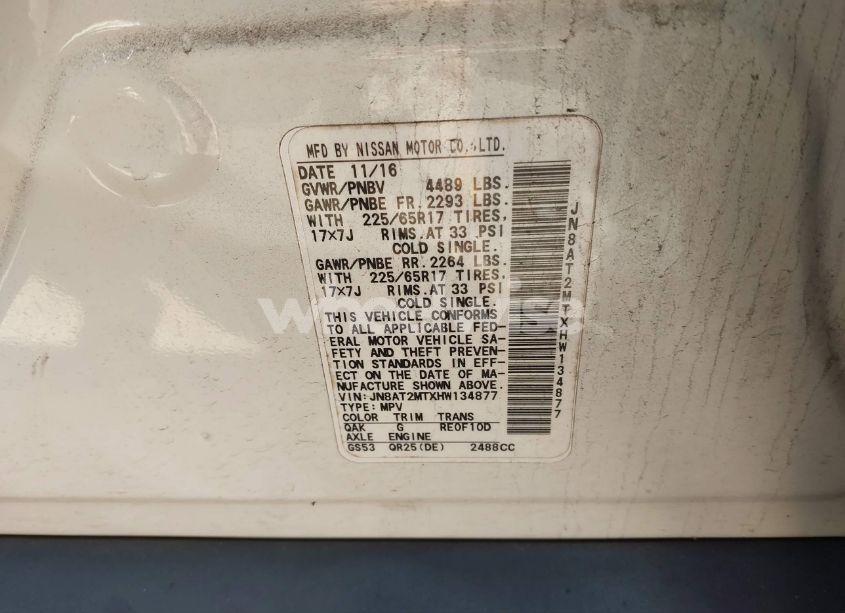 MFD BY NISSAN MOTOR CO.,LTD.
DATE 11/16
GVWR/PNBV 4489 LBS.
GAWR/PNBE FR. 2293 LBS.
WITH 225/65R17 TIRES,
17×7J RIMS.AT 33 PSI
COLD SINGLE.
GAWR/PNBE RR. 2264 LBS.
WITH 225/65R17 TIRES,
17×7J RIMS.AT 33 PSI
COLD SINGLE.
THIS VEHICLE CONFORMS
TO ALL APPLICABLE FED-
ERAL MOTOR VEHICLE SA-
FETY AND THEFT PREVEN-
TION STANDARDS IN EFF-
ECT ON THE DATE OF MA-
NUFACTURE SHOWN ABOVE.
VIN:JN8AT2MTXHW134877
TYPE:MPV
COLOR TRIM TRANS
QAK G RE0F10D
AXLE ENGINE
GS53 QR25(DE) 2488CC
JN8AT2MTXHW134877